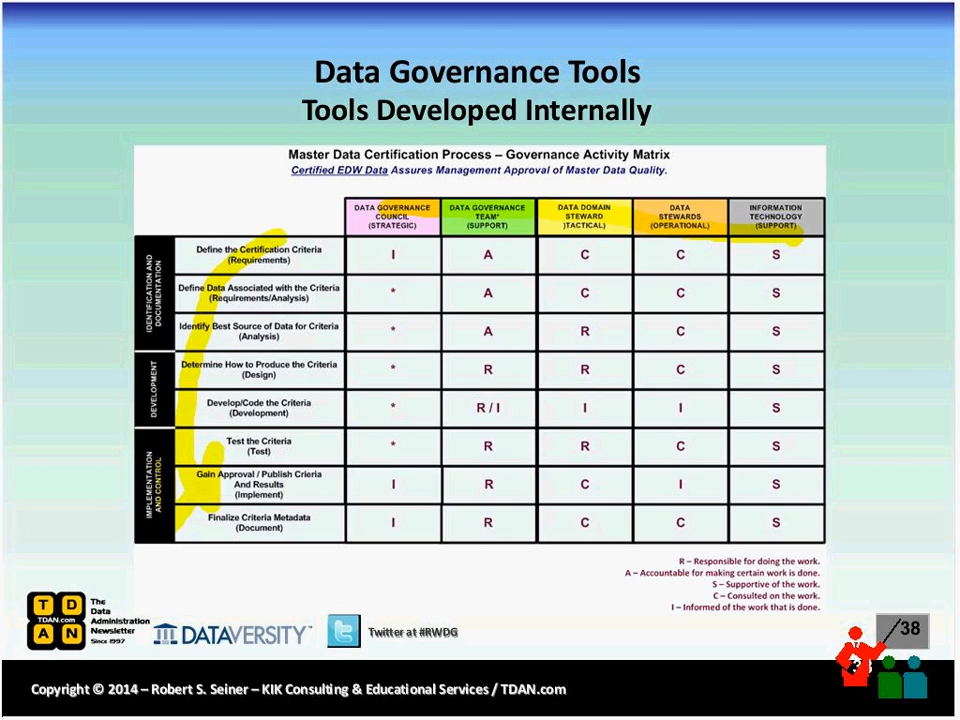 Data Governance Tools
Tools Developed Internally
Master Data Certification Process – Governance Activity Matrix
Certified EDW Data Assures Management Approval of Master Data Quality.
DATA GOVERNANCE
COUNCIL
(STRATEGIC)
DATA GOVERNANCE
TEAM*
(SUPPORT)
DATA DOMAIN
STEWARD
)TACTICAL)
DATA
STEWARDS
(OPERATIONAL)
INFORMATION
TECHNOLOGY
(SUPPORT)
IDENTIFICATION AND
DOCUMENTATION
Define the Certification Criteria
(Requirements)
I A C C S
Define Data Associated with the Criteria
(Requirements/Analysis)
* A C C S
Identify Best Source of Data for Criteria
(Analysis)
* A R C S
DEVELOPMENT
Determine How to Produce the Criteria
(Design)
* R R C S
Develop/Code the Criteria
(Development)
* R / I I I S
IMPLEMENTATION
AND CONTROL
Test the Criteria
(Test)
* R R C S
Gain Approval / Publish Crieria
And Results
(Implement)
I R C I S
Finalize Criteria Metadata
(Document)
I R C C S
R – Responsible for doing the work.
A – Accountable for making certain work is done.
S – Supportive of the work.
C – Consulted on the work.
I – Informed of the work that is done.
T D
TDAN.com
A N
The
Data
Administration
Newsletter
Since 1997
DATAVERSITY™
Twitter at #RWDG
38
Copyright © 2014 – Robert S. Seiner – KIK Consulting & Educational Services / TDAN.com